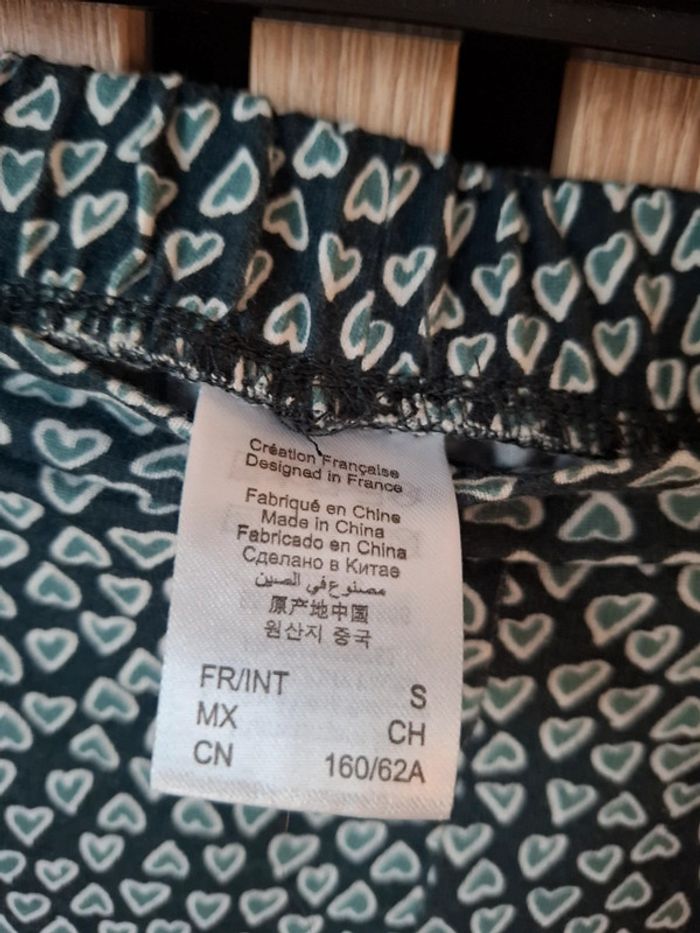 Création Française
Designed in France
Fabriqué en Chine
Made in China
Fabricado en China
Сделано в Китае
مصنوع في الصين
原产地中国
원산지 중국
FR/INT S
MX CH
CN 160/62A